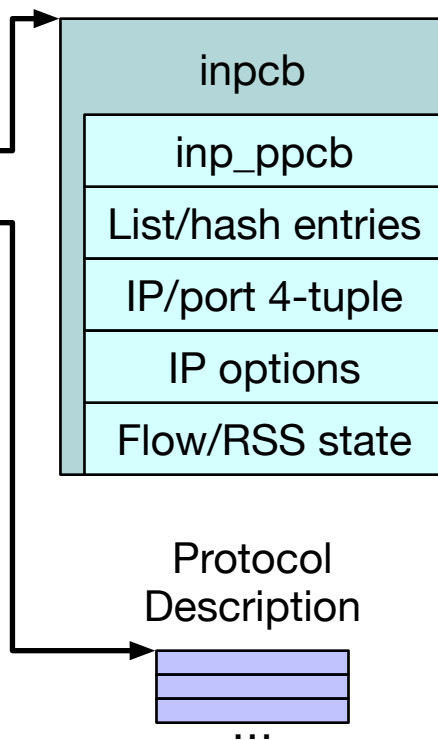 inpcb
inp_ppcb
List/hash entries
IP/port 4-tuple
IP options
Flow/RSS state
Protocol
Description
...